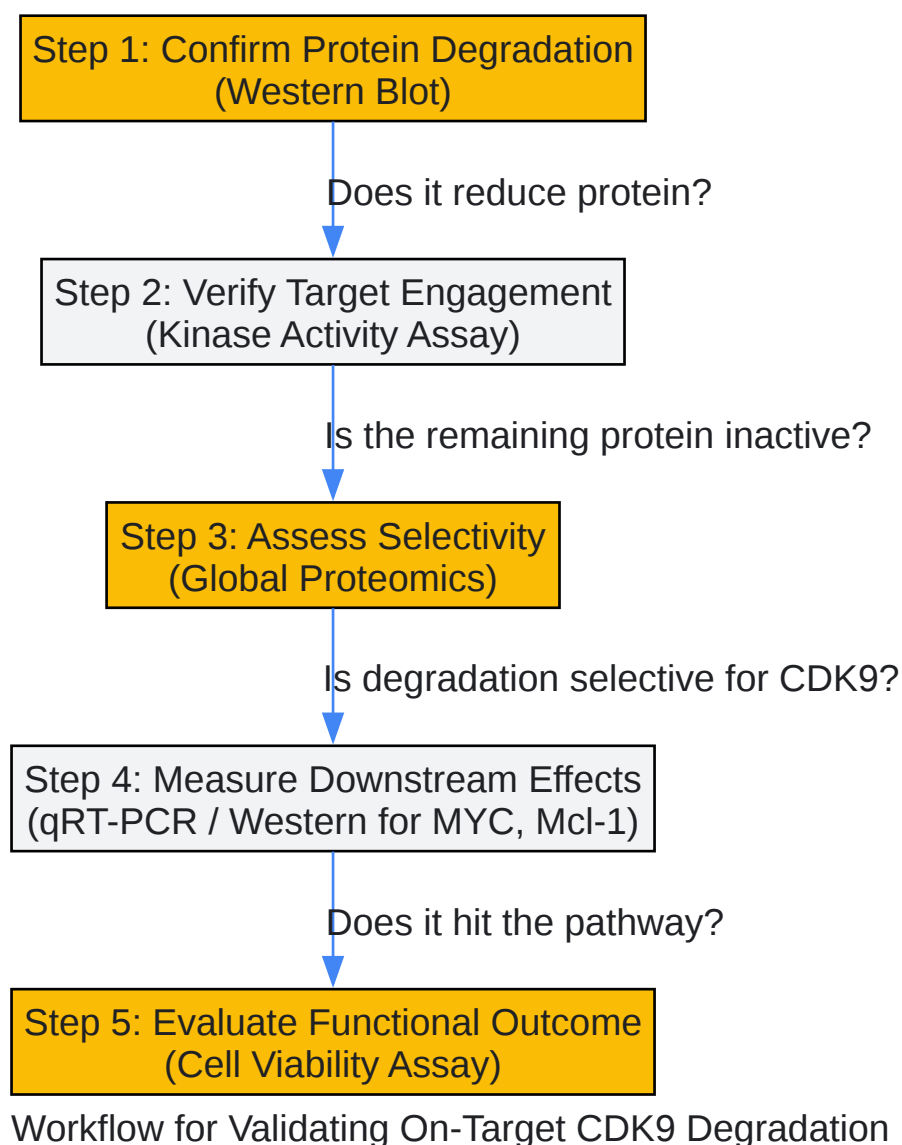 Step 1: Confirm Protein Degradation
(Western Blot)
Does it reduce protein?
Step 2: Verify Target Engagement
(Kinase Activity Assay)
Is the remaining protein inactive?
Step 3: Assess Selectivity
(Global Proteomics)
Is degradation selective for CDK9?
Step 4: Measure Downstream Effects
(qRT-PCR / Western for MYC, Mcl-1)
Does it hit the pathway?
Step 5: Evaluate Functional Outcome
(Cell Viability Assay)
Workflow for Validating On-Target CDK9 Degradation